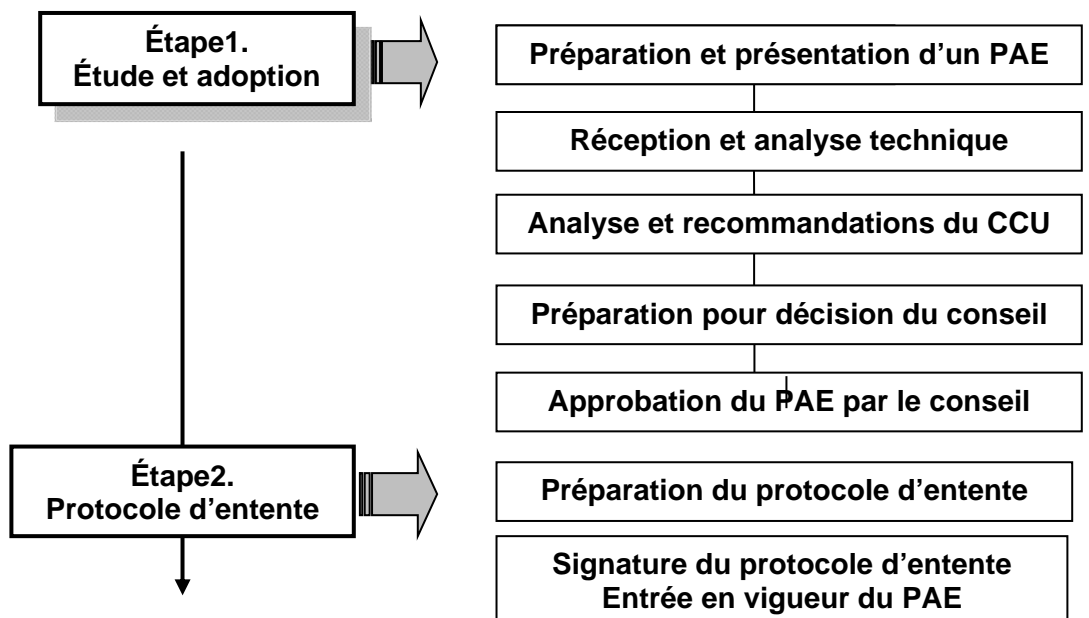 Étape1.
Étude et adoption
Préparation et présentation d’un PAE
Réception et analyse technique
Analyse et recommandations du CCU
Préparation pour décision du conseil
Approbation du PAE par le conseil
Étape2.
Protocole d’entente
Préparation du protocole d’entente
Signature du protocole d’entente
Entrée en vigueur du PAE